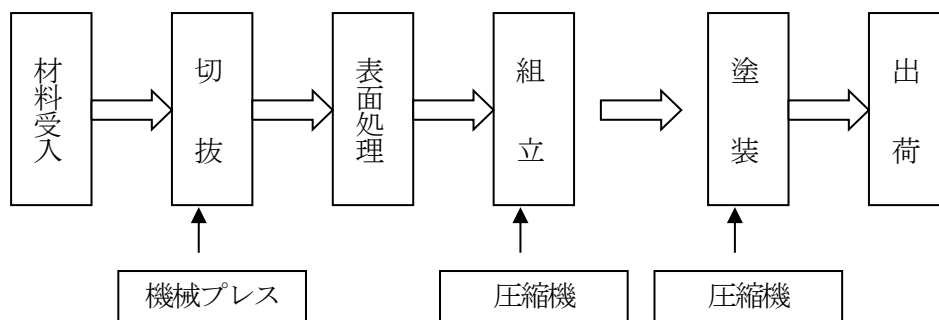 材料受入
切抜
表面処理
組立
塗装
出荷
機械プレス
圧縮機
圧縮機